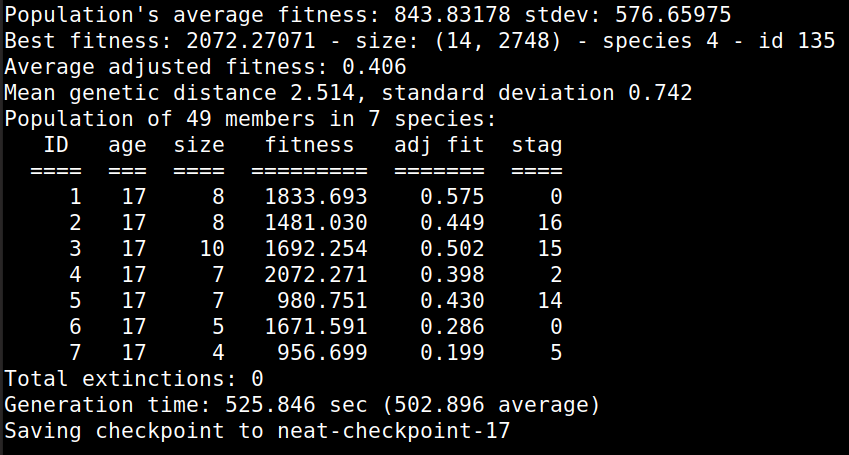 Population's average fitness: 843.83178 stdev: 576.65975
Best fitness: 2072.27071 - size: (14, 2748) - species 4 - id 135
Average adjusted fitness: 0.406
Mean genetic distance 2.514, standard deviation 0.742
Population of 49 members in 7 species:
   ID   age  size   fitness   adj fit  stag
  ====  ===  ====  =========  =======  ====
     1   17     8   1833.693    0.575     0
     2   17     8   1481.030    0.449    16
     3   17    10   1692.254    0.502    15
     4   17     7   2072.271    0.398     2
     5   17     7    980.751    0.430    14
     6   17     5   1671.591    0.286     0
     7   17     4    956.699    0.199     5
Total extinctions: 0
Generation time: 525.846 sec (502.896 average)
Saving checkpoint to neat-checkpoint-17